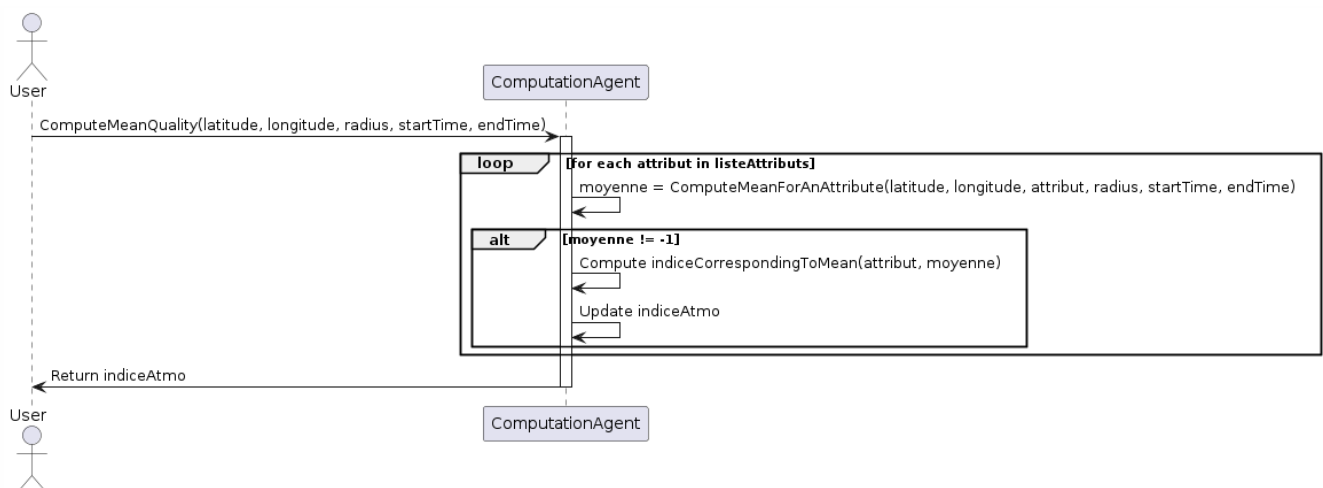 User
ComputationAgent
ComputeMeanQuality(latitude, longitude, radius, startTime, endTime)
loop [for each attribut in listeAttributs]
moyenne = ComputeMeanForAnAttribute(latitude, longitude, attribut, radius, startTime, endTime)
alt [moyenne != -1]
Compute indiceCorrespondingToMean(attribut, moyenne)
Update indiceAtmo
Return indiceAtmo
User
ComputationAgent